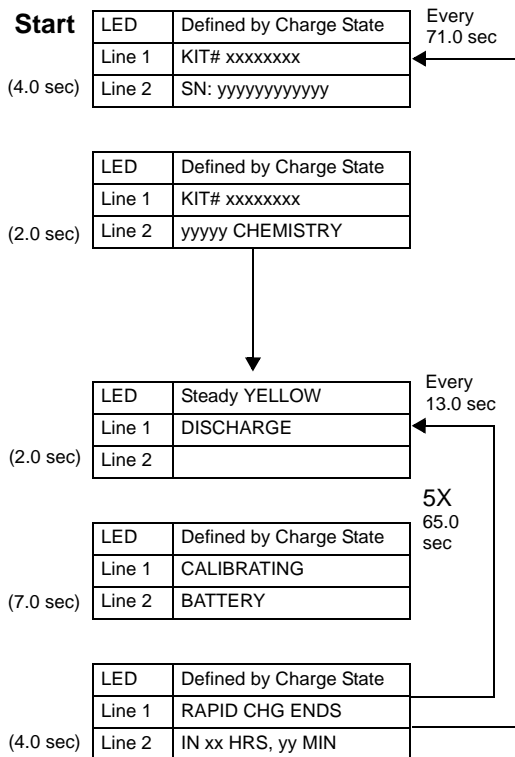 Start
LED Defined by Charge State
Every
71.0 sec
Line 1 KIT# xxxxxxxx
(4.0 sec) Line 2 SN: yyyyyyyyyyyy
LED Defined by Charge State
Line 1 KIT# xxxxxxxx
(2.0 sec) Line 2 yyyyy CHEMISTRY
LED Steady YELLOW
Every
13.0 sec
Line 1 DISCHARGE
(2.0 sec) Line 2
5X
65.0
sec
LED Defined by Charge State
Line 1 CALIBRATING
(7.0 sec) Line 2 BATTERY
LED Defined by Charge State
Line 1 RAPID CHG ENDS
(4.0 sec) Line 2 IN xx HRS, yy MIN